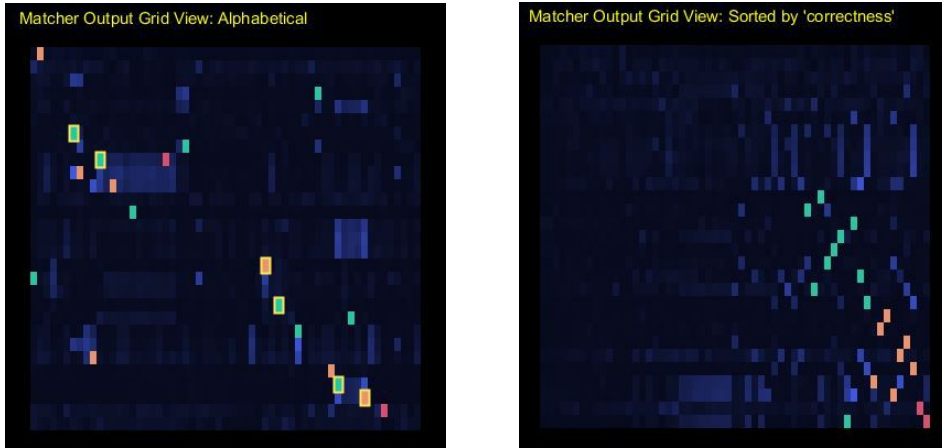 Matcher Output Grid View: Alphabetical
Matcher Output Grid View: Sorted by 'correctness'